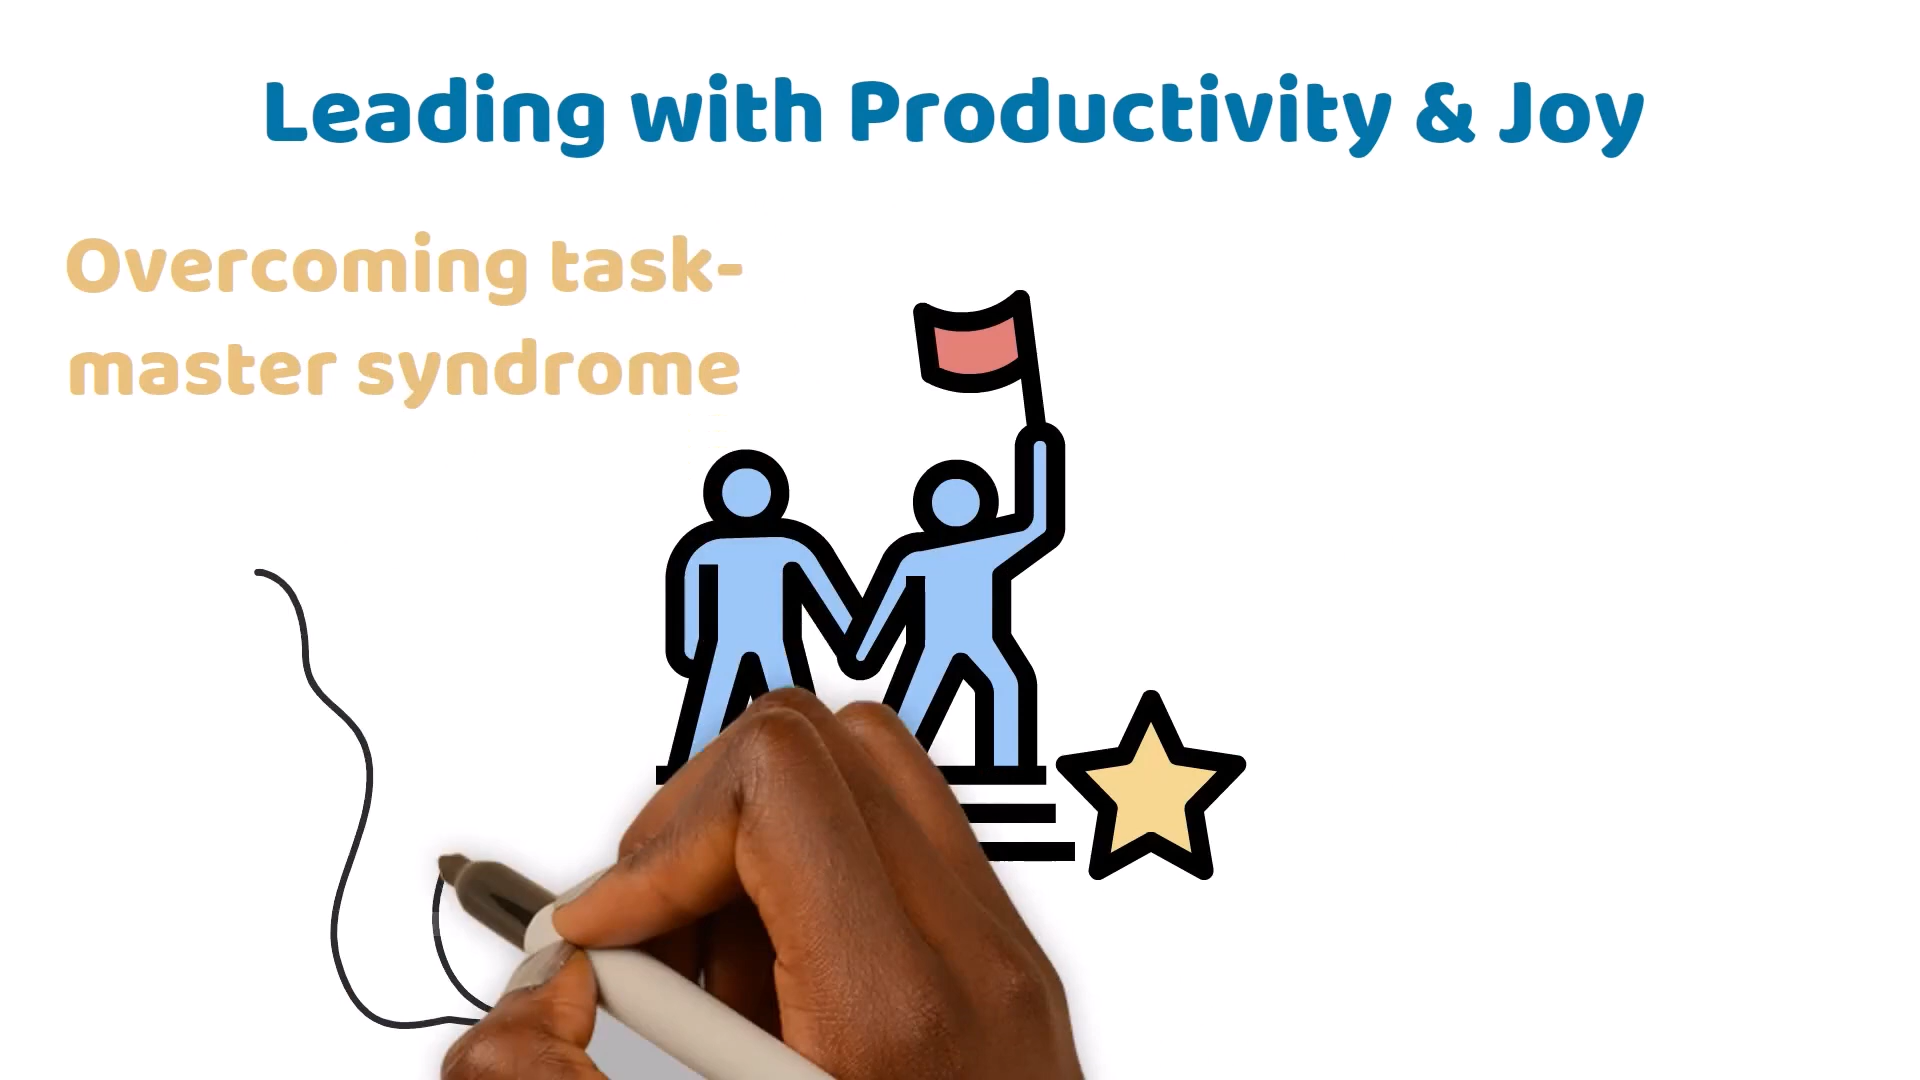 Leading with Productivity & Joy
Overcoming task-
master syndrome